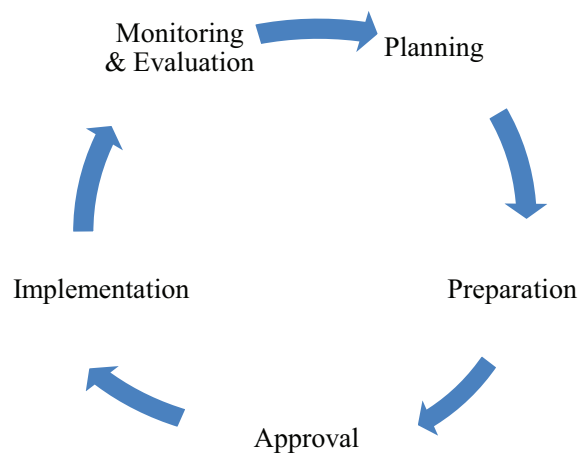 Monitoring
& Evaluation
Planning
Preparation
Approval
Implementation